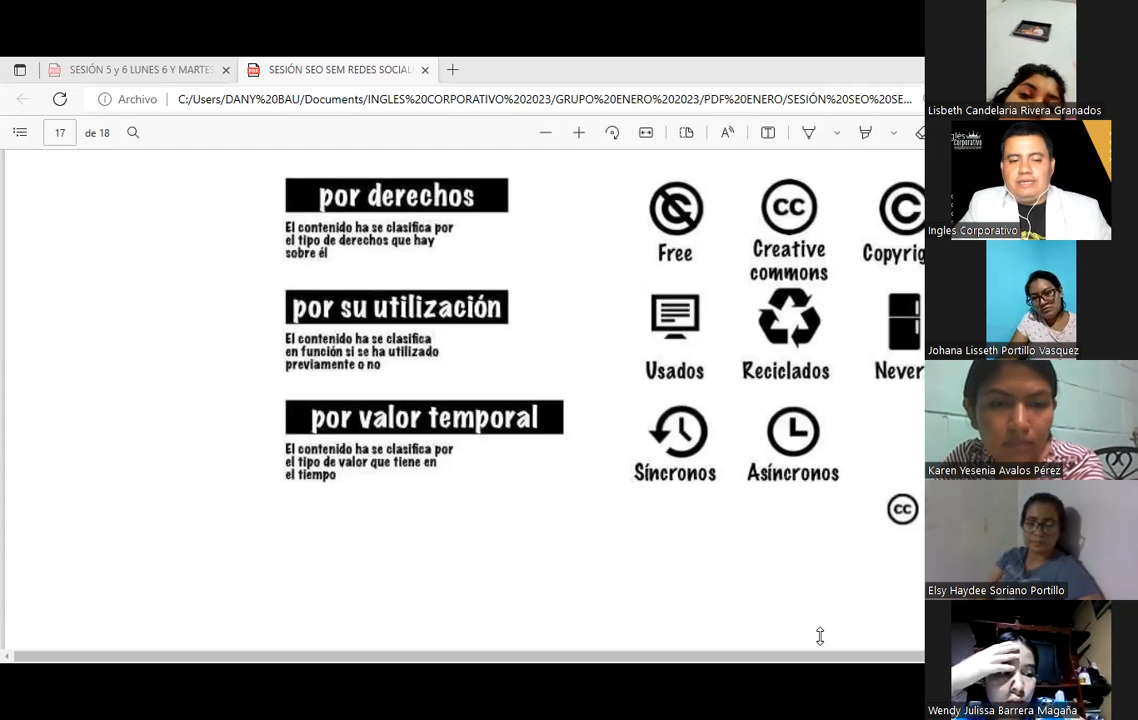 SESIÓN 5 y 6 LUNES 6 Y MARTES
SESIÓN SEO SEM REDES SOCIAL
Archivo
C:/Users/DANY%20BAU/Documents/INGLES%20CORPORATIVO%202023/GRUPO%20ENERO%202023/PDF%20ENERO/SESIÓN%20SEO%20SE...
17 de 18
por derechos
El contenido ha se clasifica por
el tipo de derechos que hay
sobre él
Free
Creative
commons
Copyrig
por su utilización
El contenido ha se clasifica
en función si se ha utilizado
previamente o no
Usados
Reciclados
Never
por valor temporal
El contenido ha se clasifica por
el tipo de valor que tiene en
el tiempo
Síncronos
Asíncronos
cc
Lisbeth Candelaria Rivera Granados
Ingles Corporativo
Johana Lisseth Portillo Vasquez
Karen Yesenia Avalos Pérez
Elsy Haydee Soriano Portillo
Wendy Julissa Barrera Magaña